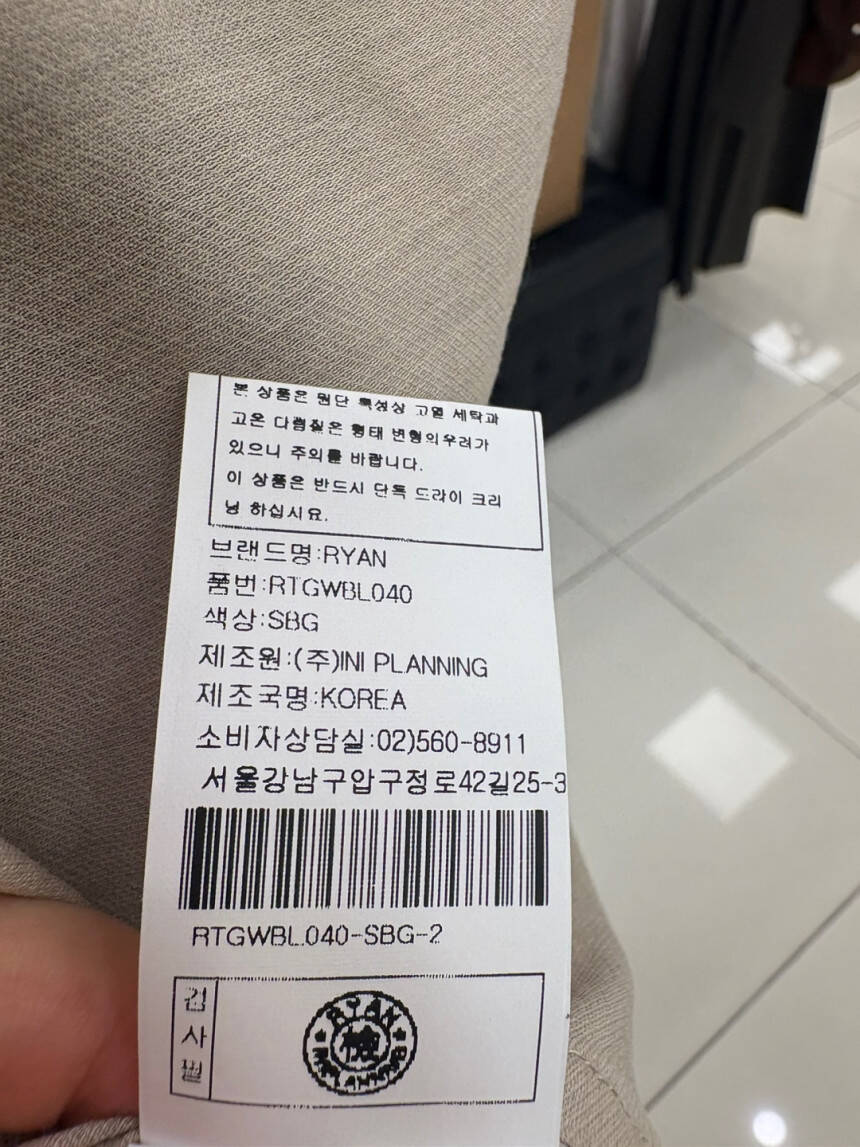 본 상품은 원단 특성상 고열 세탁과
고온 다림질은 형태 변형의우려가
있으니 주의를 바랍니다.
이 상품은 반드시 단독 드라이 크리
닝 하십시요.
브랜드명:RYAN
품번:RTGWBL040
색상:SBG
제조원:(주)INI PLANNING
제조국명:KOREA
소비자상담실:02)560-8911
서울강남구압구정로42길25-3
RTGWBL040-SBG-2
검사필
RYAN
檢